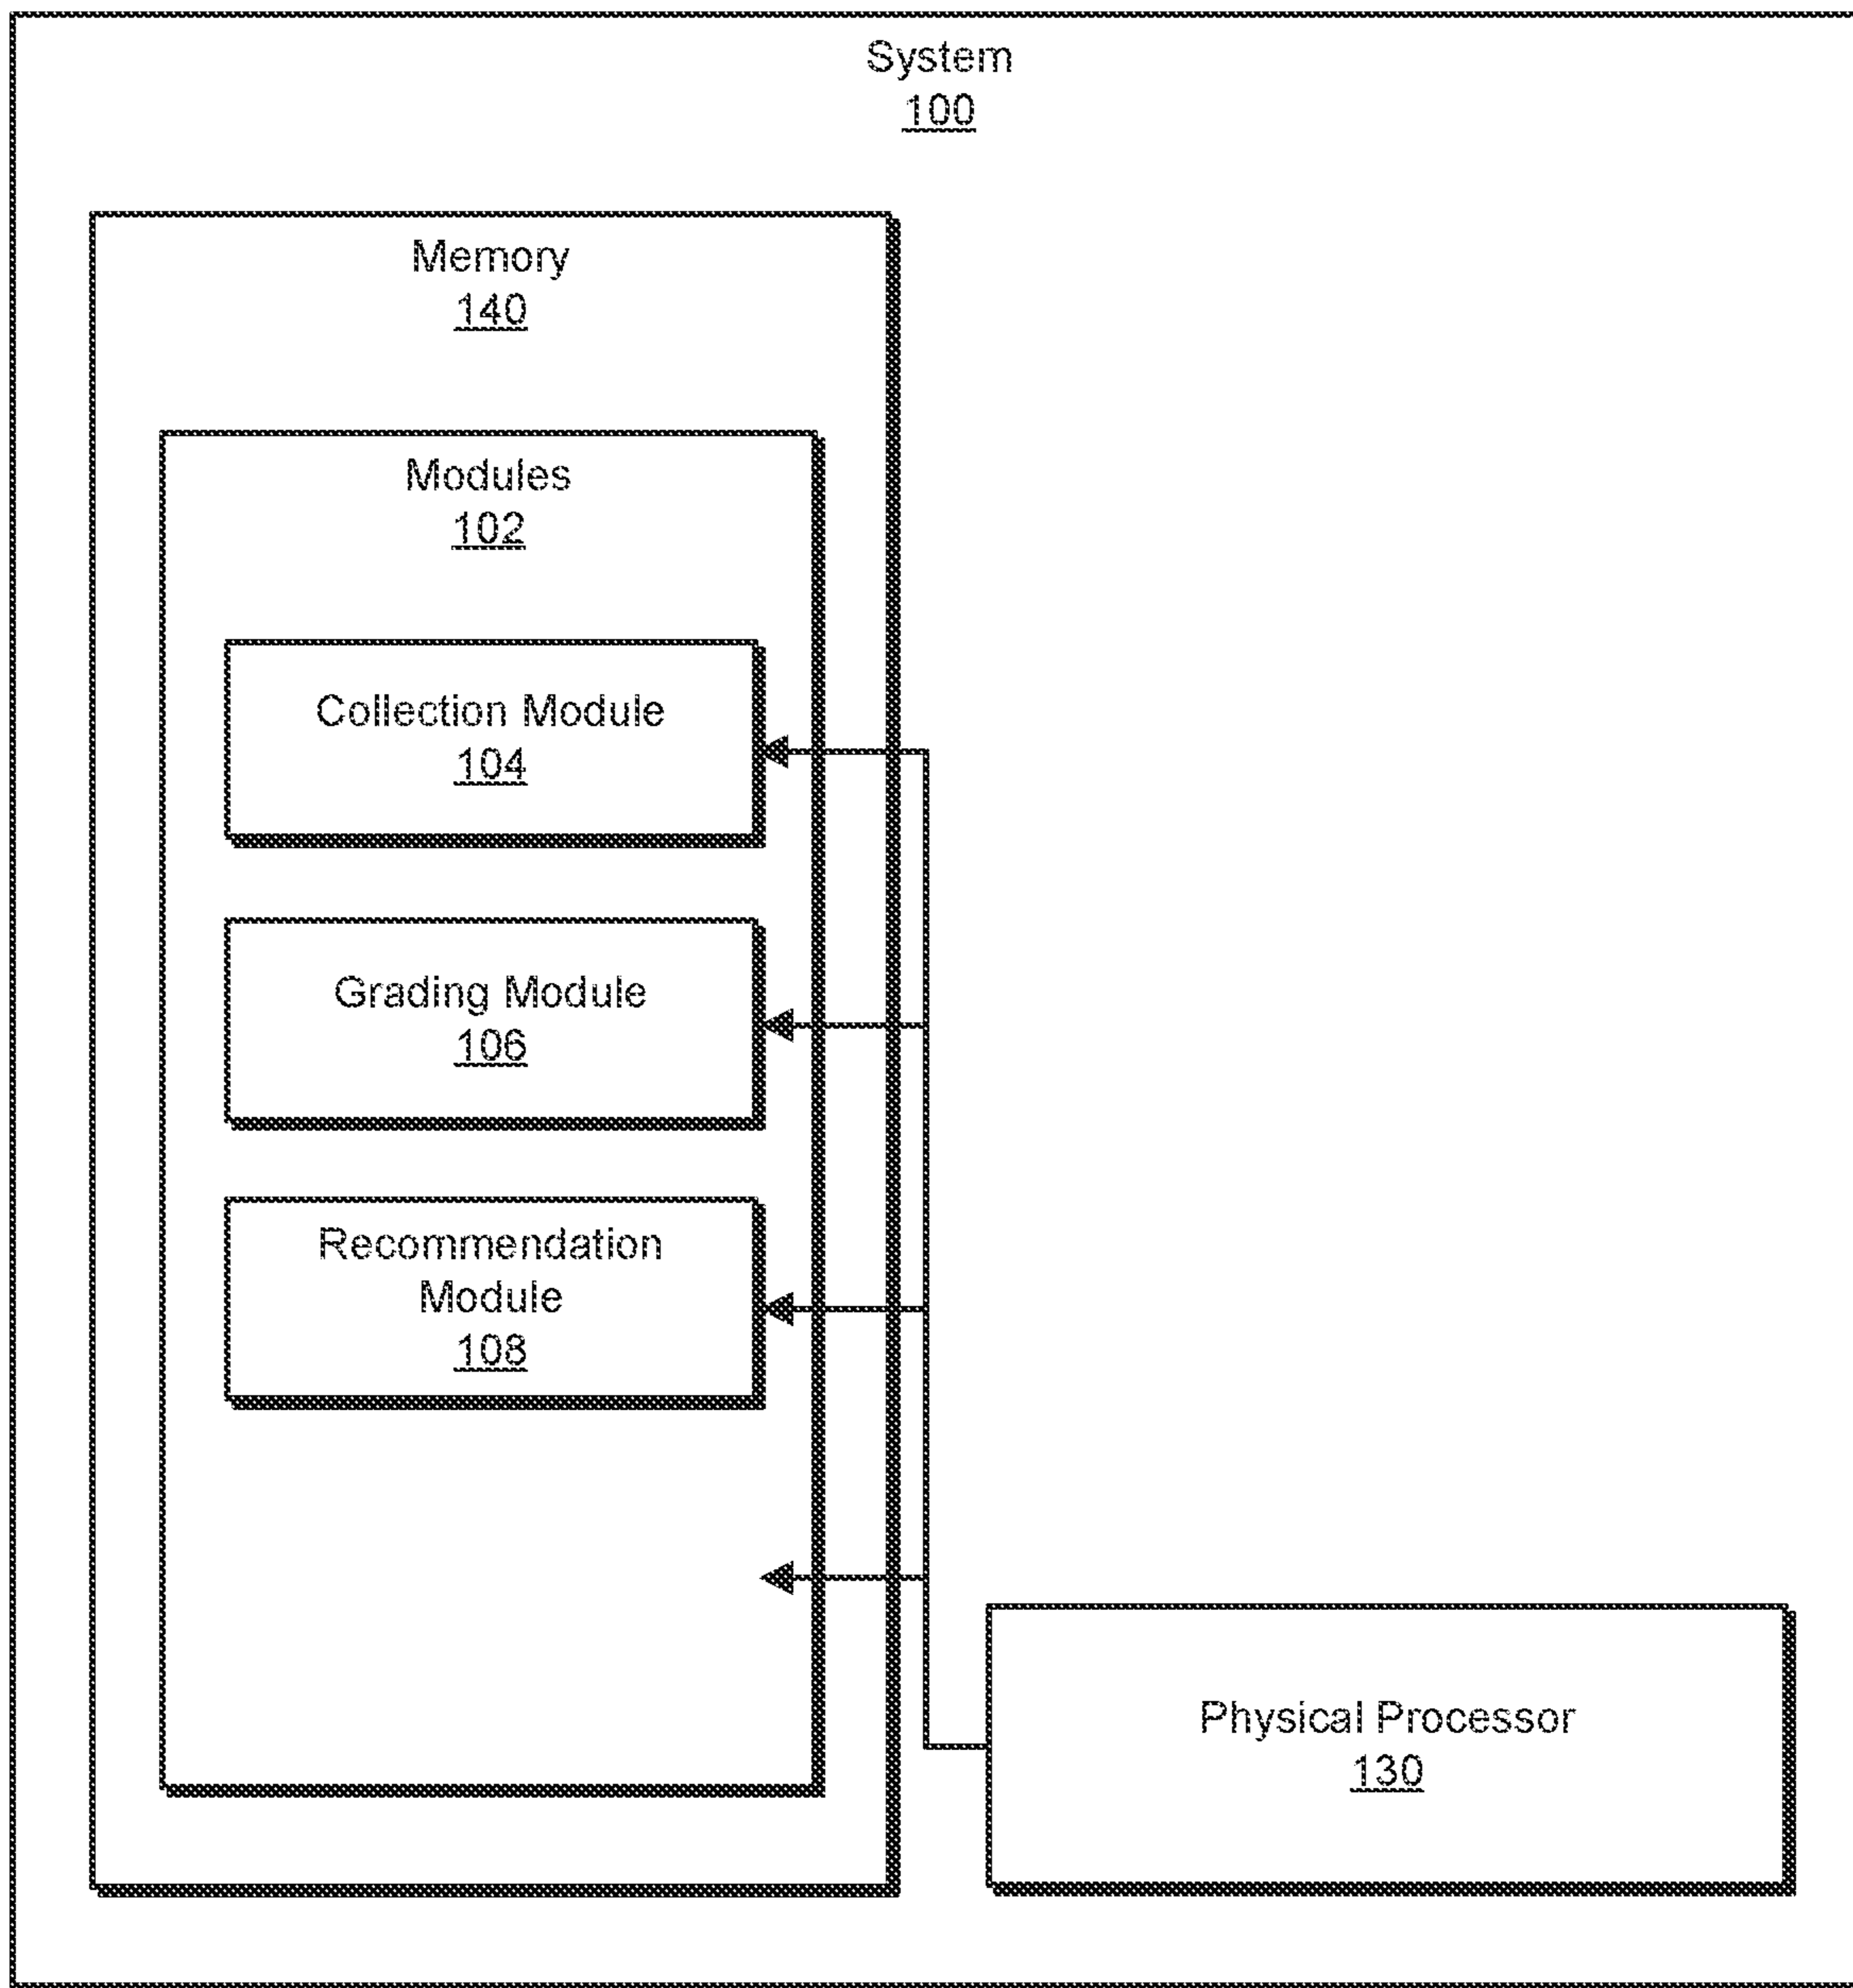 System
100
Memory
140
Modules
102
Collection Module
104
Grading Module
106
Recommendation
Module
108
Physical Processor
130